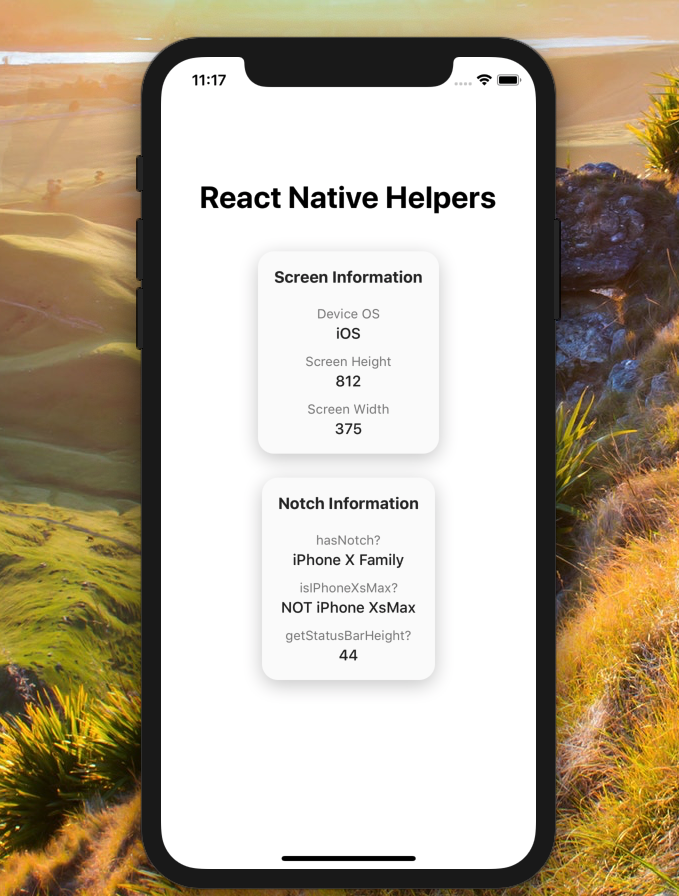 11:17
React Native Helpers
Screen Information
Device OS
iOS
Screen Height
812
Screen Width
375
Notch Information
hasNotch?
iPhone X Family
isIPhoneXsMax?
NOT iPhone XsMax
getStatusBarHeight?
44